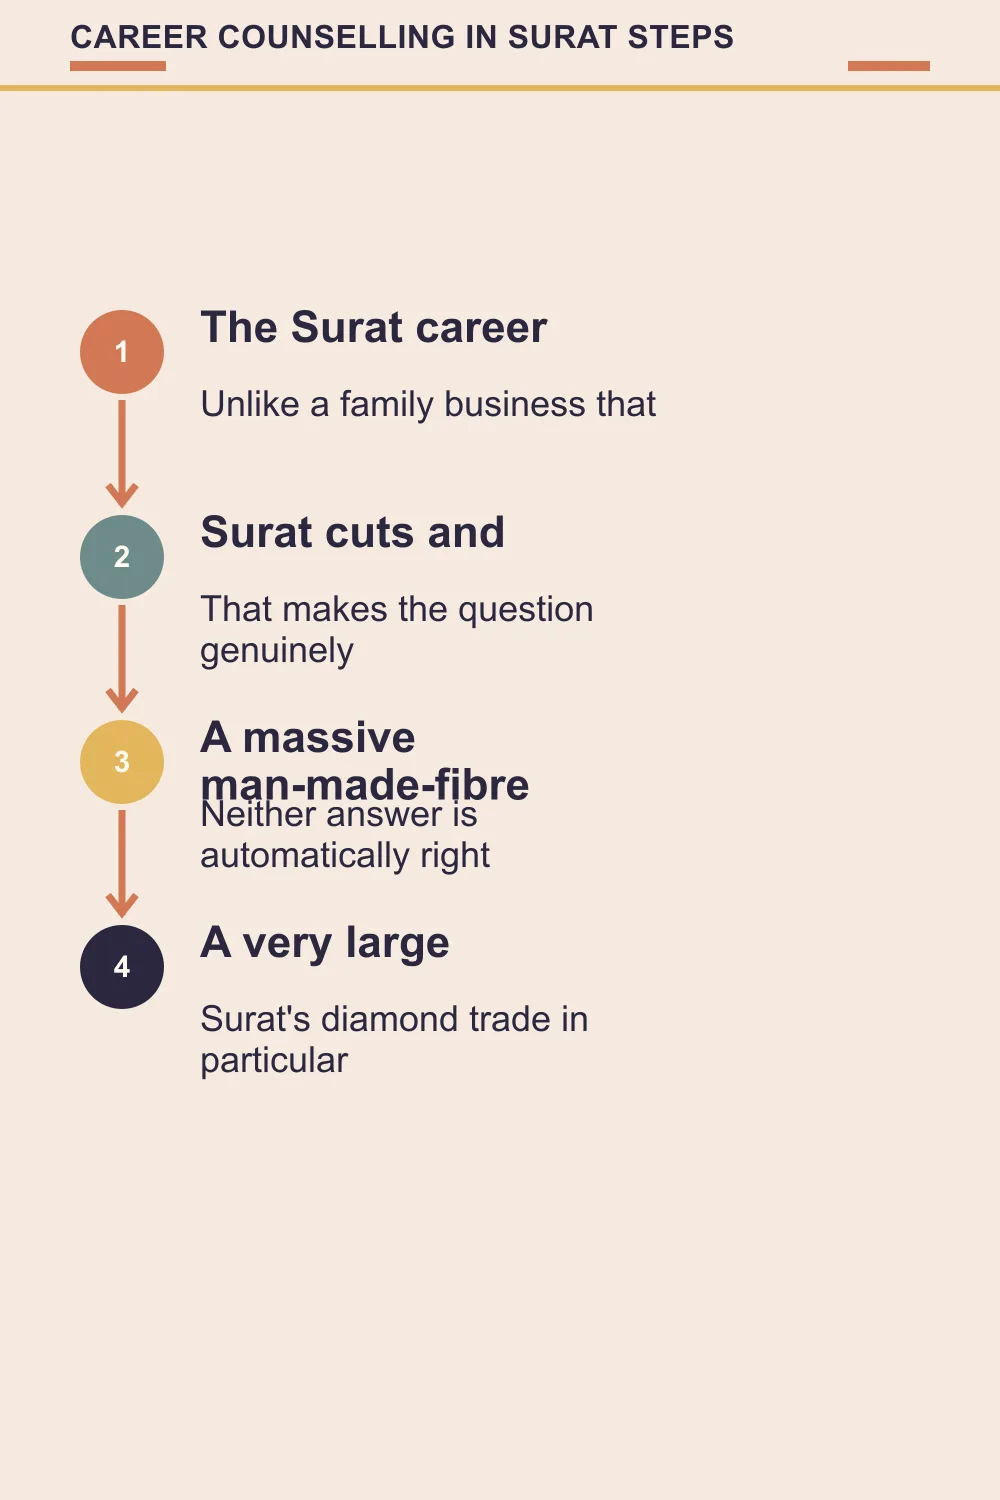 CAREER COUNSELLING IN SURAT STEPS
1
The Surat career
Unlike a family business that
2
Surat cuts and
That makes the question
genuinely
3
A massive
man-made-fibre
Neither answer is
automatically right
4
A very large
Surat's diamond trade in
particular